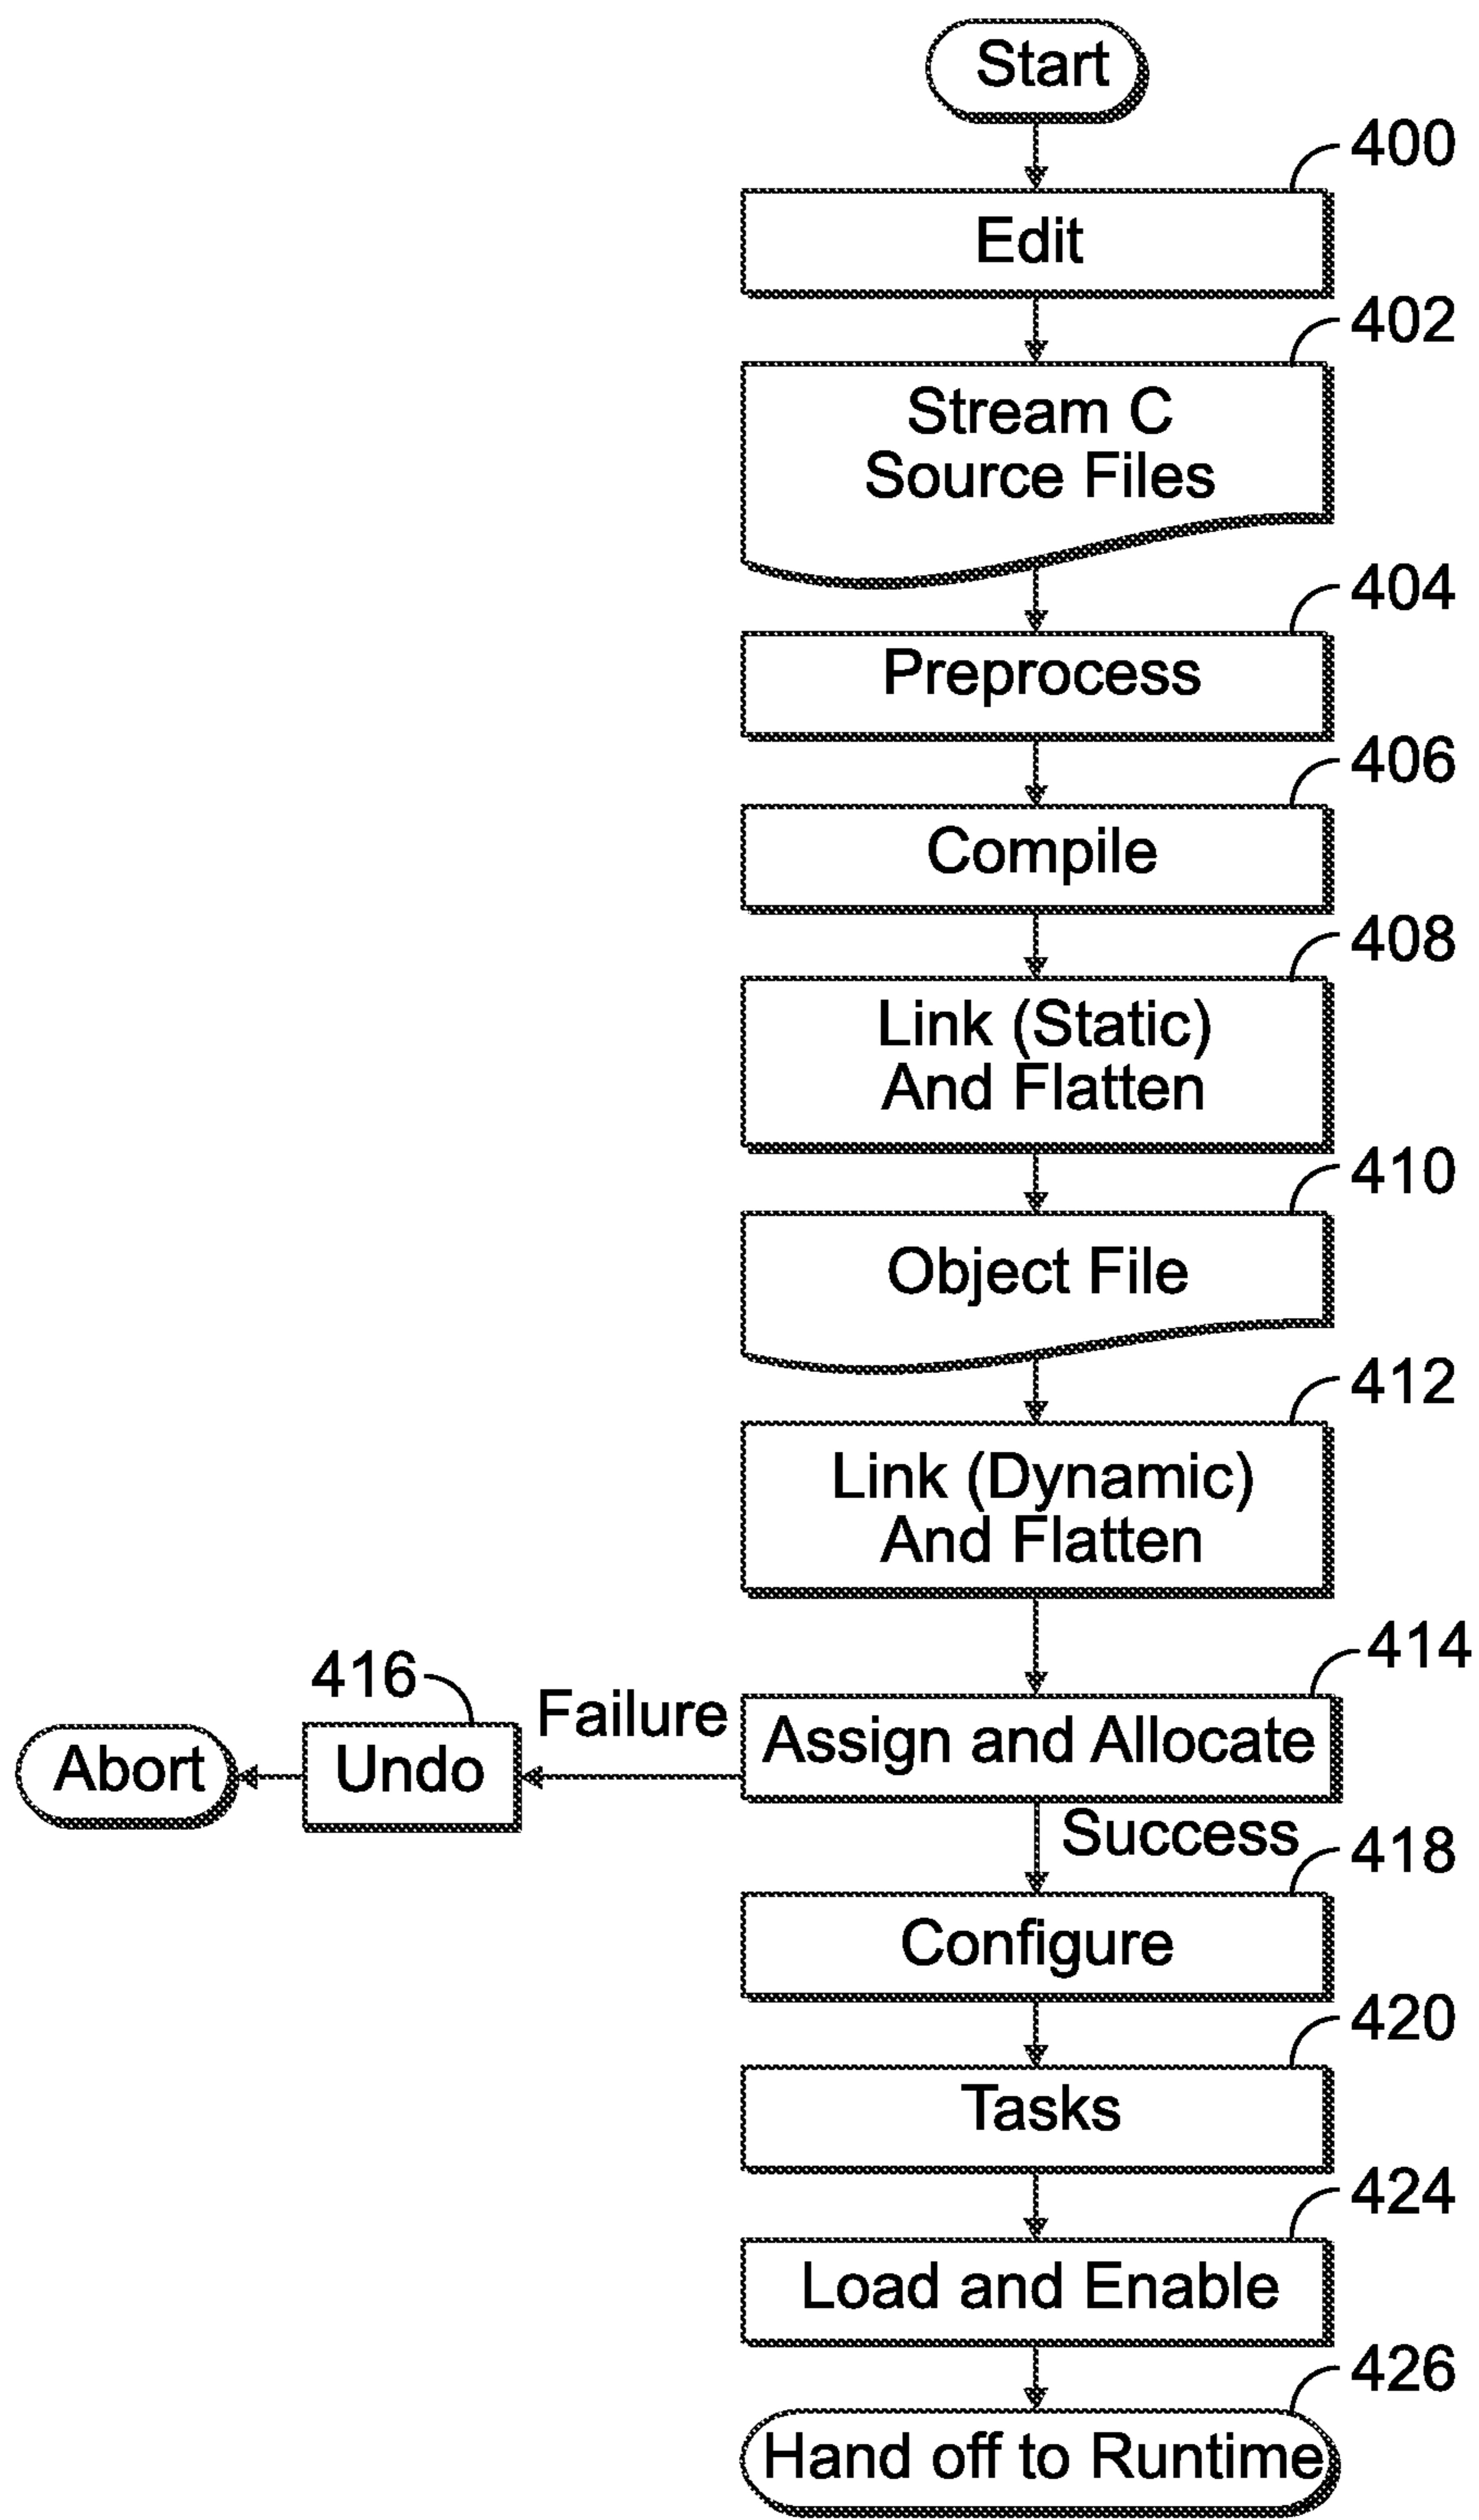 Start
400
Edit
402
Stream C
Source Files
404
Preprocess
406
Compile
408
Link (Static)
And Flatten
410
Object File
412
Link (Dynamic)
And Flatten
414
Assign and Allocate
Failure
416
Undo
Abort
Success
418
Configure
420
Tasks
424
Load and Enable
426
Hand off to Runtime